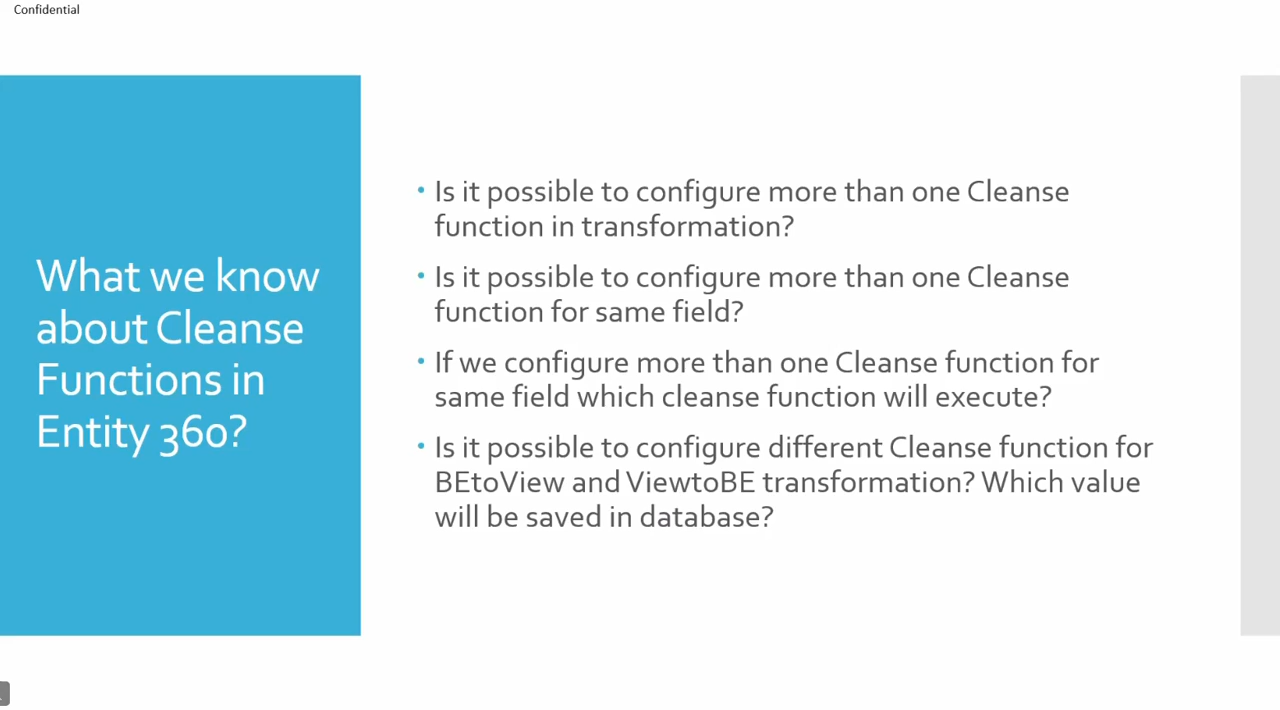 Confidential
What we know
about Cleanse
Functions in
Entity 360?
• Is it possible to configure more than one Cleanse
function in transformation?
• Is it possible to configure more than one Cleanse
function for same field?
• If we configure more than one Cleanse function for
same field which cleanse function will execute?
• Is it possible to configure different Cleanse function for
BEtoView and ViewtoBE transformation? Which value
will be saved in database?